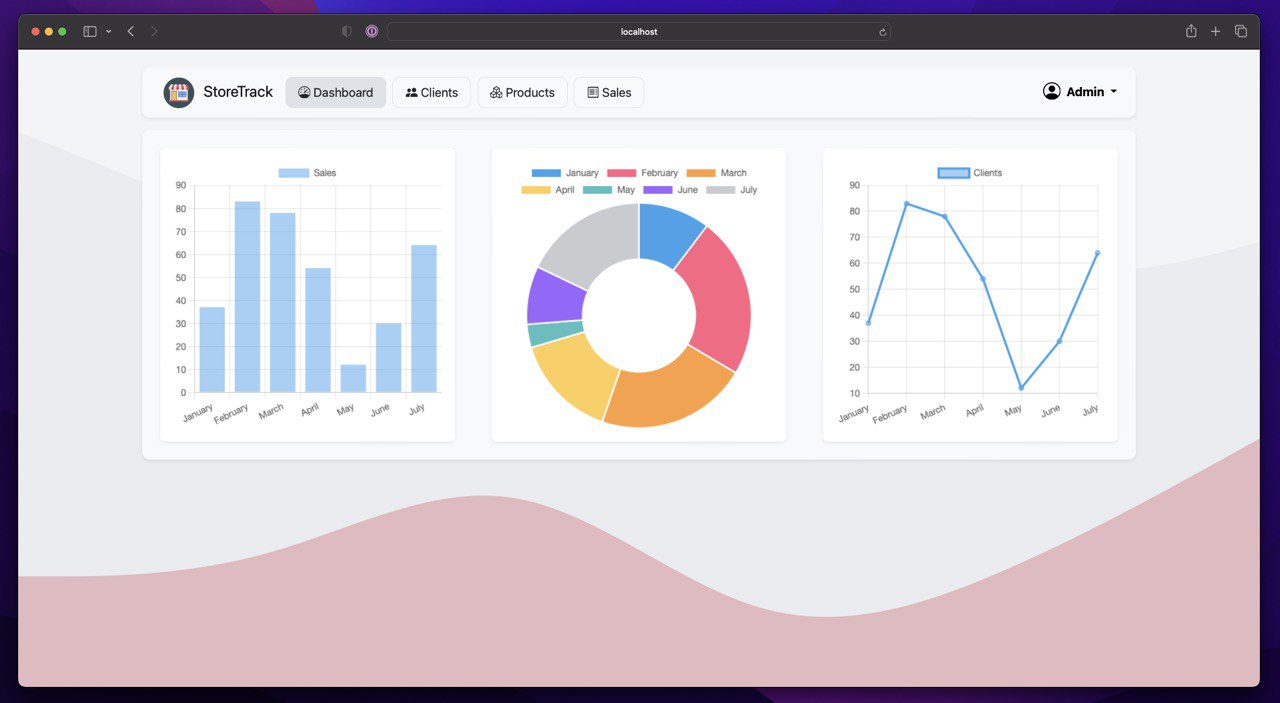 localhost
StoreTrack
Dashboard
Clients
Products
Sales
Admin
Sales
90
80
70
60
50
40
30
20
10
0
January
February
March
April
May
June
July
January February March
April May June July
Clients
90
80
70
60
50
40
30
20
10
January
February
March
April
May
June
July